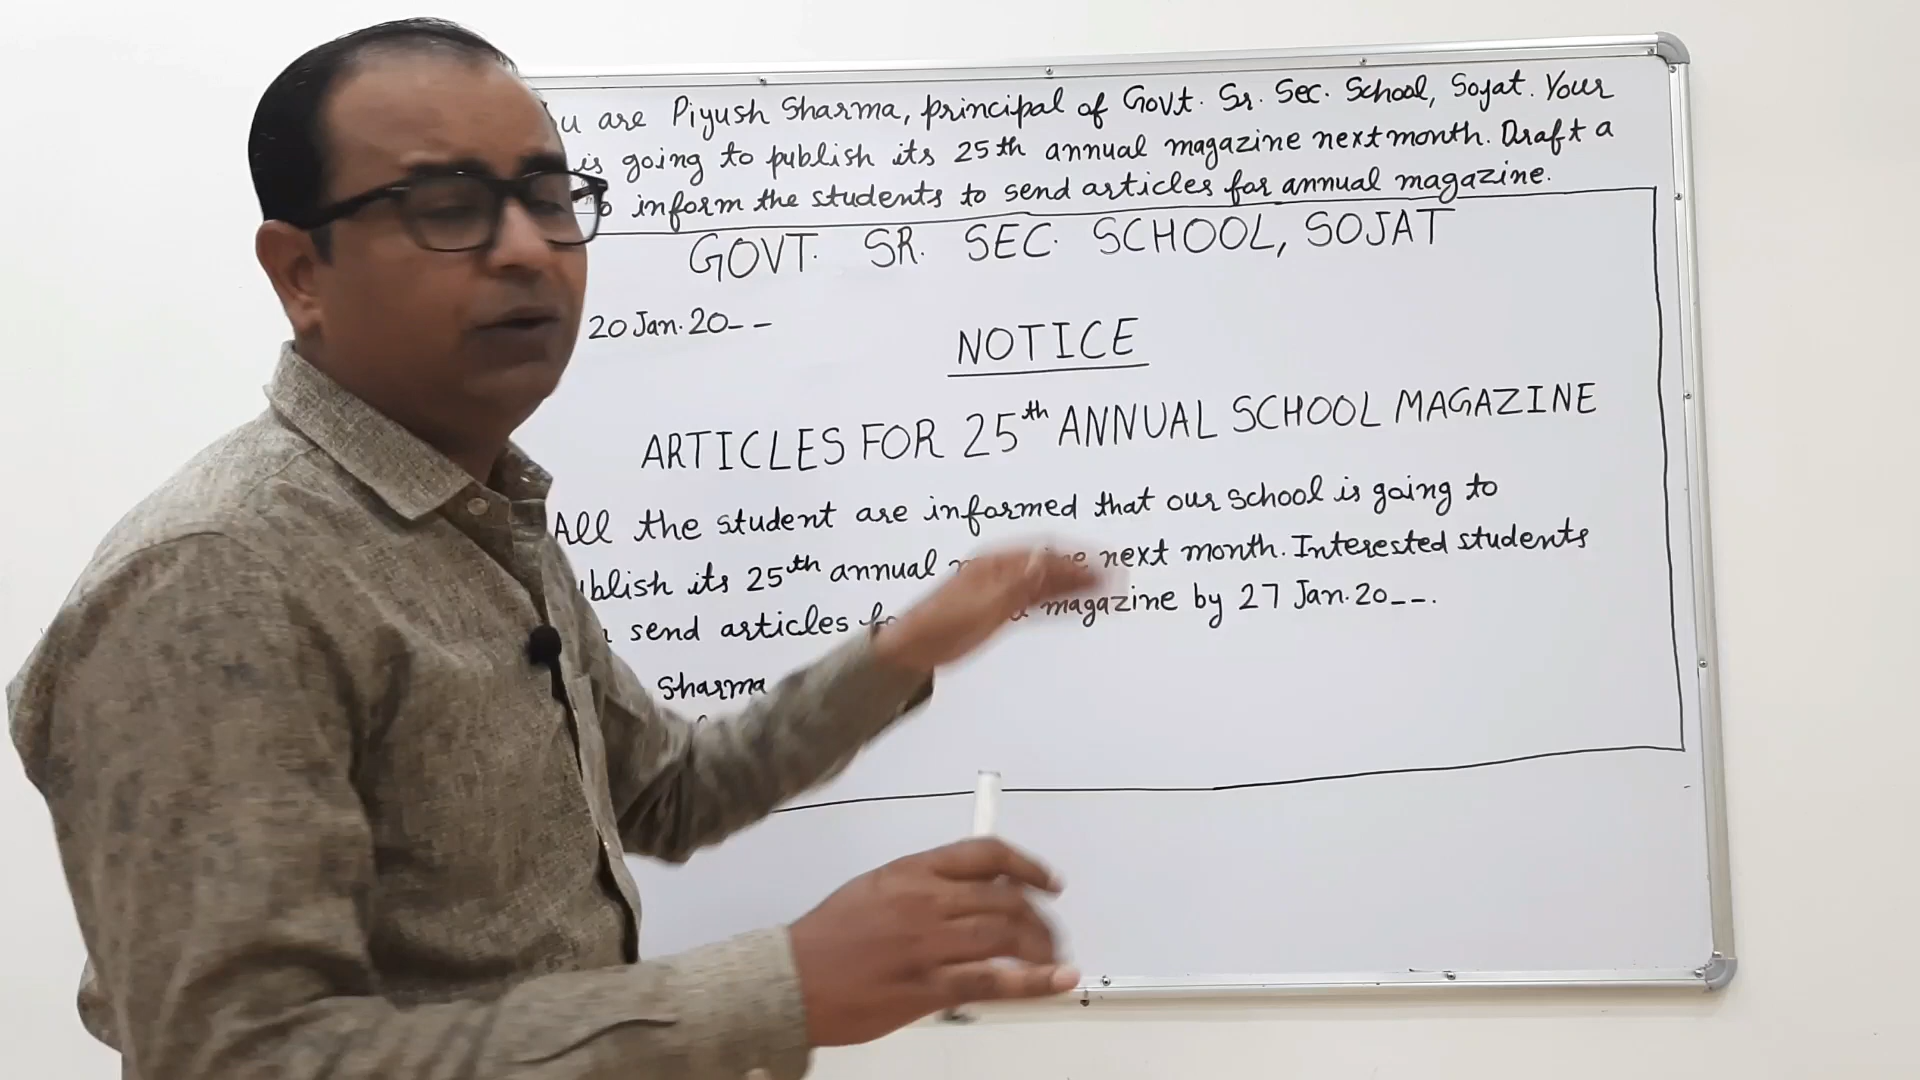 are Piyush Sharma, principal of Govt. Sr. Sec. School, Sojat. Your
is going to publish its 25th annual magazine next month. Draft a
inform the students to send articles for annual magazine.
GOVT. SR. SEC. SCHOOL, SOJAT
20 Jan. 20--
NOTICE
ARTICLES FOR 25th ANNUAL SCHOOL MAGAZINE
All the student are informed that our school is going to
its 25th annual next month. Interested students
send articles magazine by 27 Jan. 20--.
Sharma